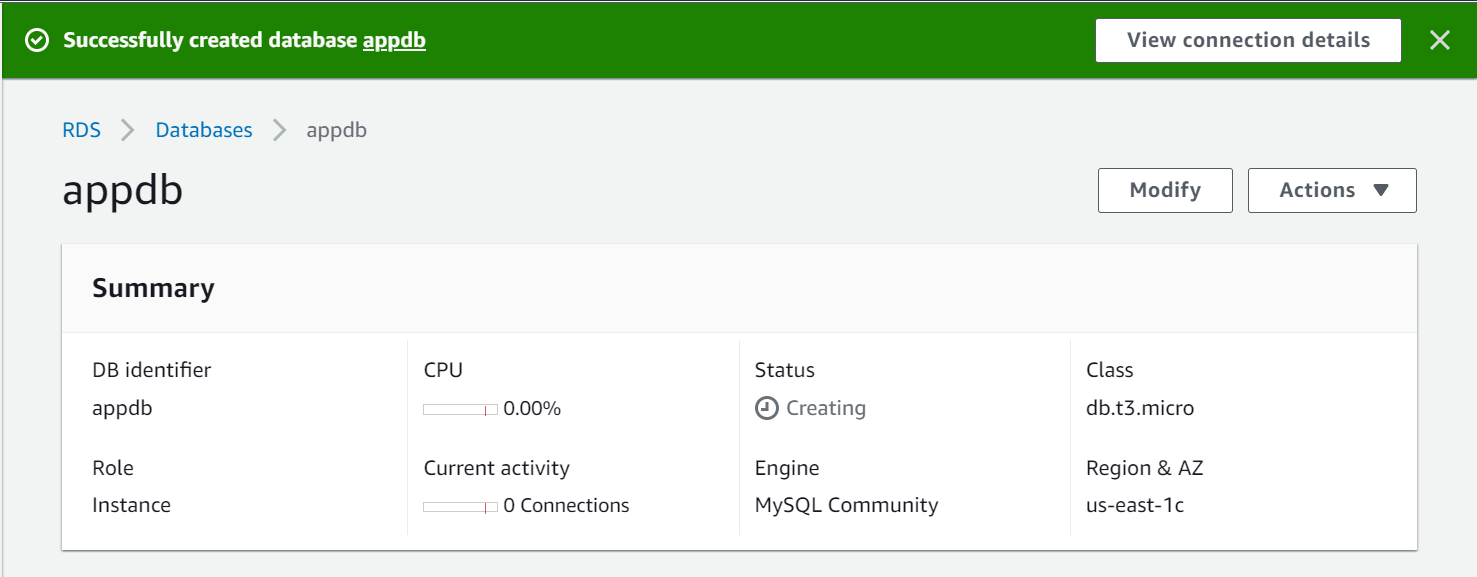 Successfully created database appdb
View connection details
RDS
Databases
appdb
appdb
Modify
Actions
Summary
DB identifier
appdb
CPU
0.00%
Status
Creating
Class
db.t3.micro
Role
Instance
Current activity
0 Connections
Engine
MySQL Community
Region & AZ
us-east-1c